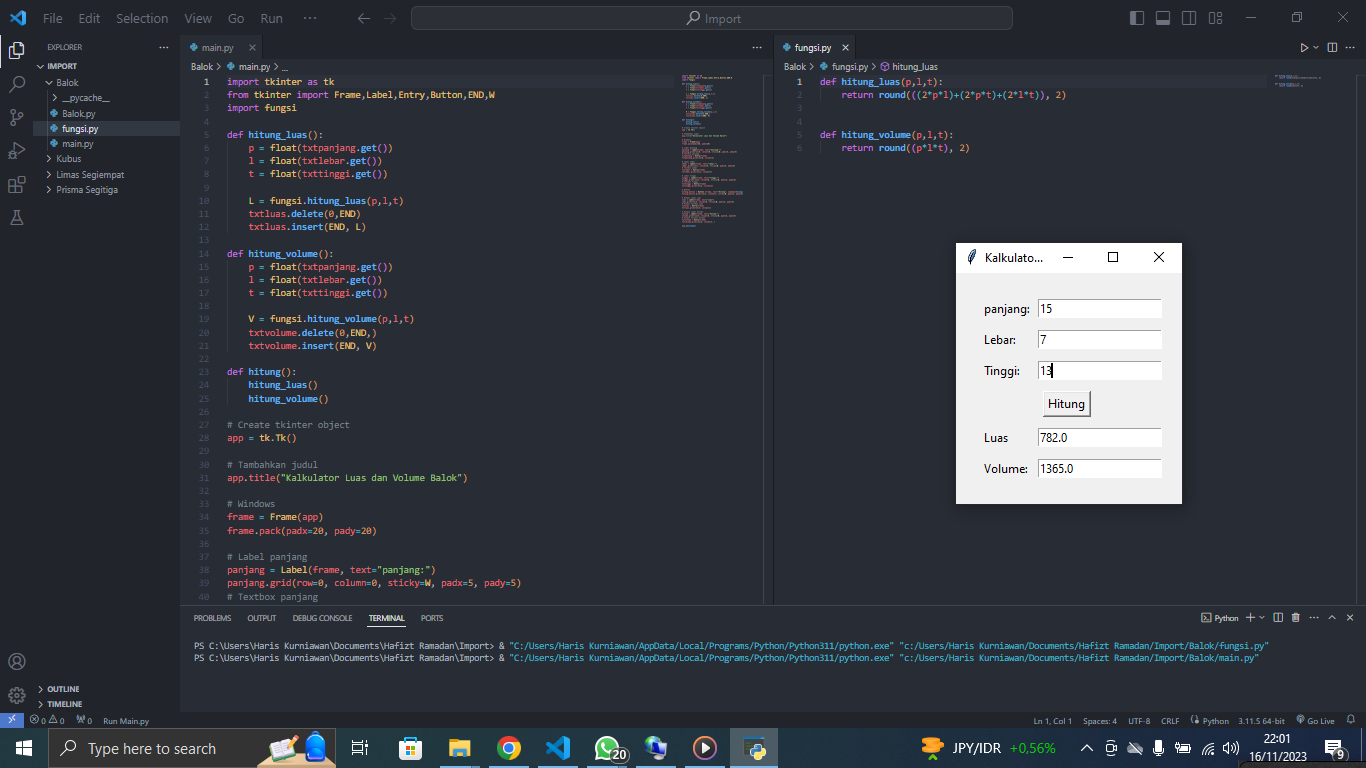 File Edit Selection View Go Run ··· Import
EXPLORER ···
IMPORT
Balok
__pycache__
Balok.py
fungsi.py
main.py
Kubus
Limas Segiempat
Prisma Segitiga
OUTLINE
TIMELINE
main.py
Balok > main.py > ...
1 import tkinter as tk
2 from tkinter import Frame,Label,Entry,Button,END,W
3 import fungsi
4
5 def hitung_luas():
6 p = float(txtpanjang.get())
7 l = float(txtlebar.get())
8 t = float(txttinggi.get())
9
10 L = fungsi.hitung_luas(p,l,t)
11 txtluas.delete(0,END)
12 txtluas.insert(END, L)
13
14 def hitung_volume():
15 p = float(txtpanjang.get())
16 l = float(txtlebar.get())
17 t = float(txttinggi.get())
18
19 V = fungsi.hitung_volume(p,l,t)
20 txtvolume.delete(0,END,)
21 txtvolume.insert(END, V)
22
23 def hitung():
24 hitung_luas()
25 hitung_volume()
26
27 # Create tkinter object
28 app = tk.Tk()
29
30 # Tambahkan judul
31 app.title("Kalkulator Luas dan Volume Balok")
32
33 # Windows
34 frame = Frame(app)
35 frame.pack(padx=20, pady=20)
36
37 # Label panjang
38 panjang = Label(frame, text="panjang:")
39 panjang.grid(row=0, column=0, sticky=W, padx=5, pady=5)
40 # Textbox panjang
fungsi.py
Balok > fungsi.py > hitung_luas
1 def hitung_luas(p,l,t):
2 return round(((2*p*l)+(2*p*t)+(2*l*t)), 2)
3
4
5 def hitung_volume(p,l,t):
6 return round((p*l*t), 2)
Kalkulato...
panjang: 15
Lebar: 7
Tinggi: 13
Hitung
Luas 782.0
Volume: 1365.0
PROBLEMS OUTPUT DEBUG CONSOLE TERMINAL PORTS Python
PS C:\Users\Haris Kurniawan\Documents\Hafizt Ramadan\Import> & "C:/Users/Haris Kurniawan/AppData/Local/Programs/Python/Python311/python.exe" "c:/Users/Haris Kurniawan/Documents/Hafizt Ramadan/Import/Balok/fungsi.py"
PS C:\Users\Haris Kurniawan\Documents\Hafizt Ramadan\Import> & "C:/Users/Haris Kurniawan/AppData/Local/Programs/Python/Python311/python.exe" "c:/Users/Haris Kurniawan/Documents/Hafizt Ramadan/Import/Balok/main.py"
0 0 0 Run Main.py Ln 1, Col 1 Spaces: 4 UTF-8 CRLF Python 3.11.5 64-bit Go Live
Type here to search 20 JPY/IDR +0,56% 22:01
16/11/2023 9